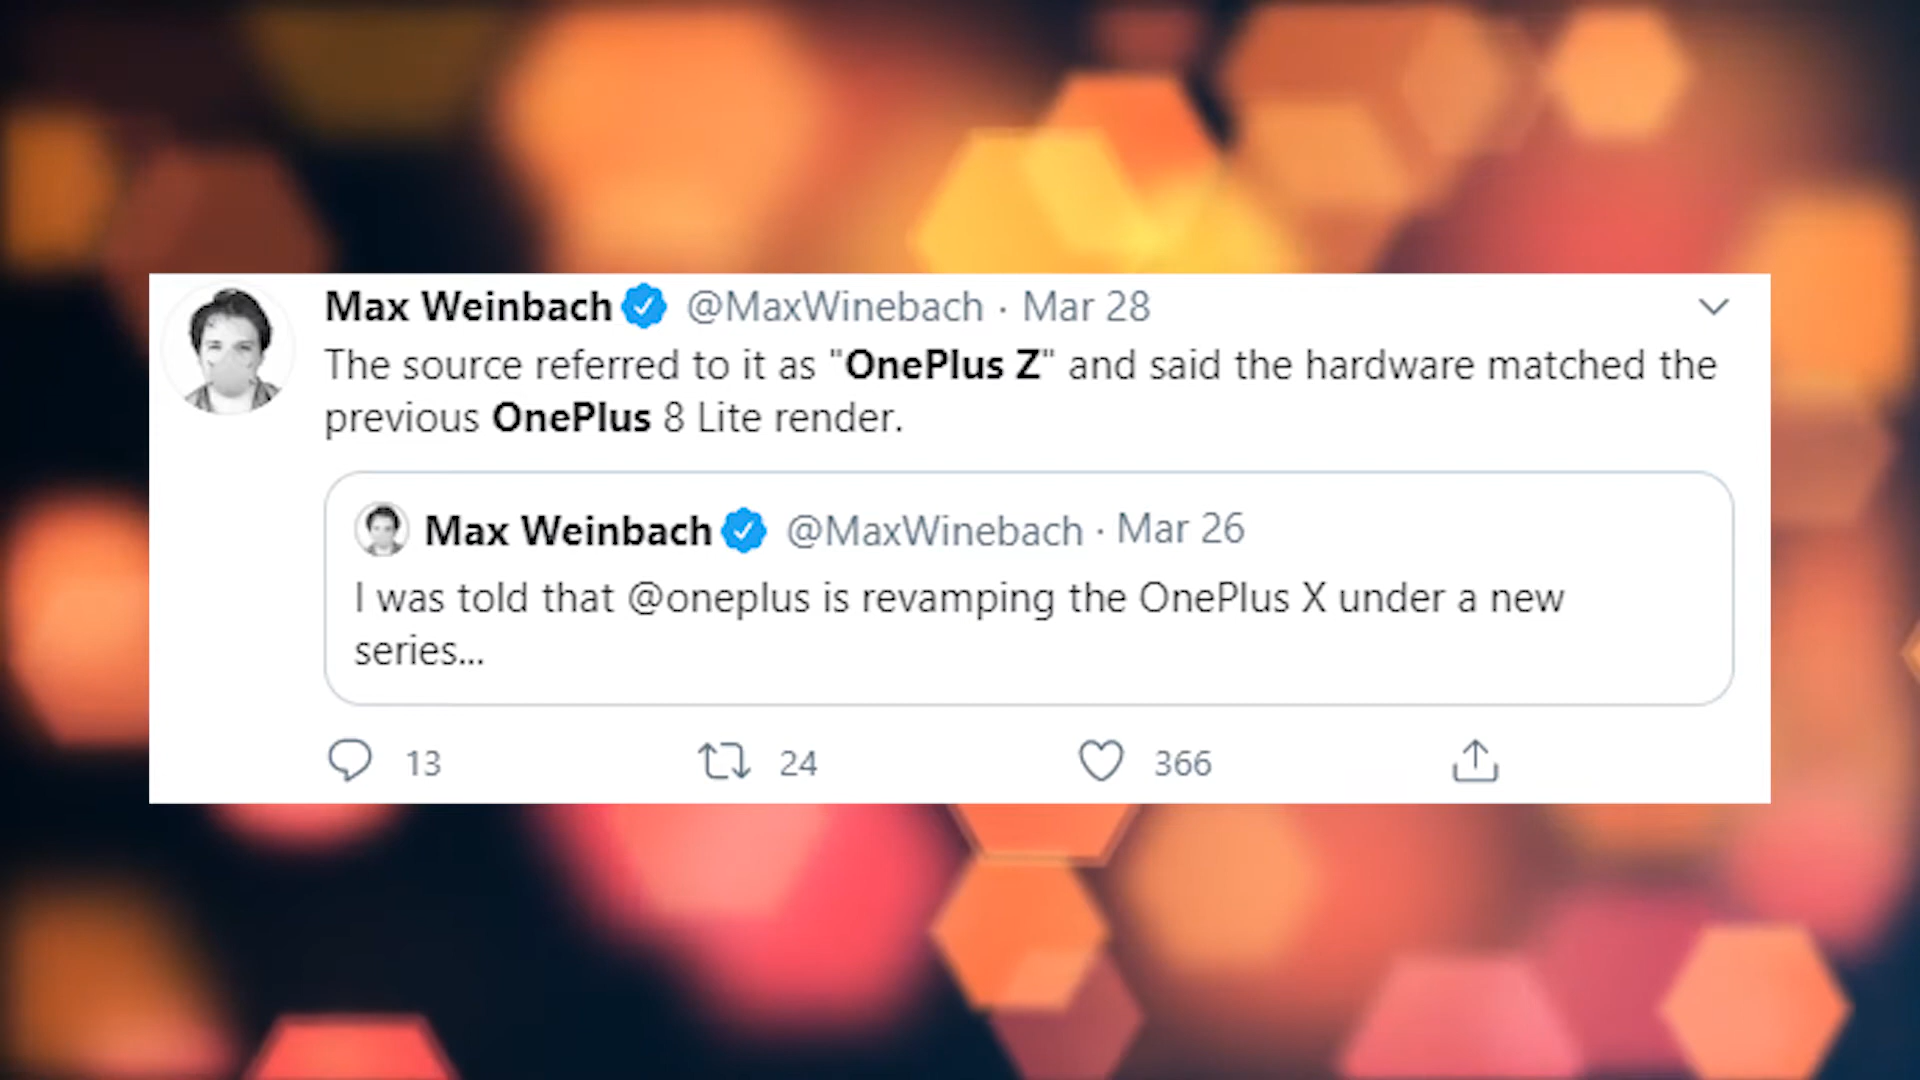 Max Weinbach @MaxWinebach · Mar 28
The source referred to it as "OnePlus Z" and said the hardware matched the
previous OnePlus 8 Lite render.
Max Weinbach @MaxWinebach · Mar 26
I was told that @oneplus is revamping the OnePlus X under a new
series...
13 24 366